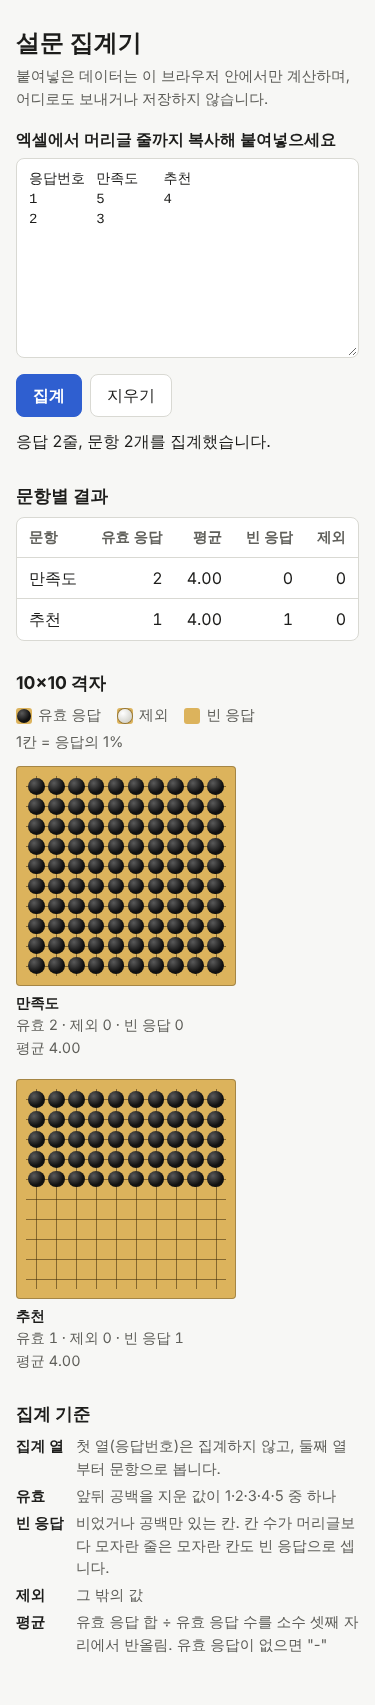 설문 집계기
붙여넣은 데이터는 이 브라우저 안에서만 계산하며,
어디로도 보내거나 저장하지 않습니다.
엑셀에서 머리글 줄까지 복사해 붙여넣으세요
응답번호 만족도 추천
1 5 4
2 3
집계 지우기
응답 2줄, 문항 2개를 집계했습니다.
문항별 결과
문항 유효 응답 평균 빈 응답 제외
만족도 2 4.00 0 0
추천 1 4.00 1 0
10×10 격자
유효 응답 제외 빈 응답
1칸 = 응답의 1%
만족도
유효 2 · 제외 0 · 빈 응답 0
평균 4.00
추천
유효 1 · 제외 0 · 빈 응답 1
평균 4.00
집계 기준
집계 열 첫 열(응답번호)은 집계하지 않고, 둘째 열
부터 문항으로 봅니다.
유효 앞뒤 공백을 지운 값이 1·2·3·4·5 중 하나
빈 응답 비었거나 공백만 있는 칸. 칸 수가 머리글보
다 모자란 줄은 모자란 칸도 빈 응답으로 셉
니다.
제외 그 밖의 값
평균 유효 응답 합 ÷ 유효 응답 수를 소수 셋째 자
리에서 반올림. 유효 응답이 없으면 "-"